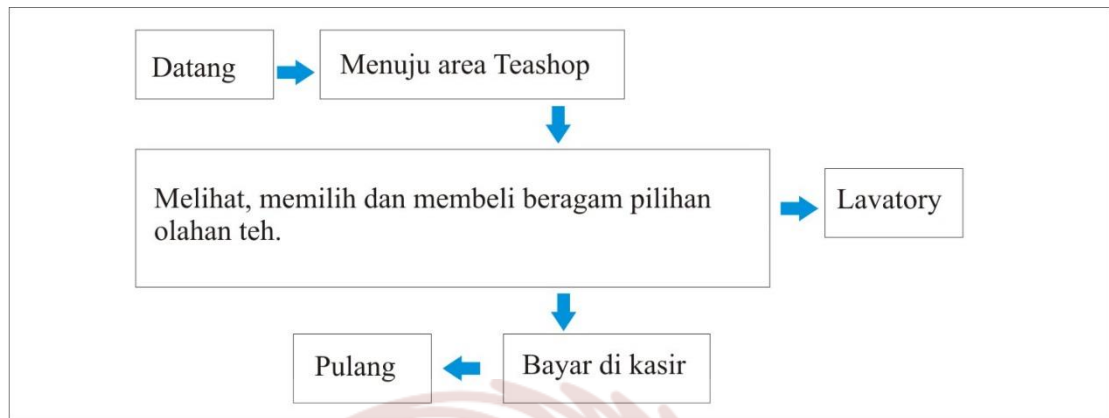 Datang
Menuju area Teashop
Melihat, memilih dan membeli beragam pilihan
olahan teh.
Lavatory
Pulang
Bayar di kasir